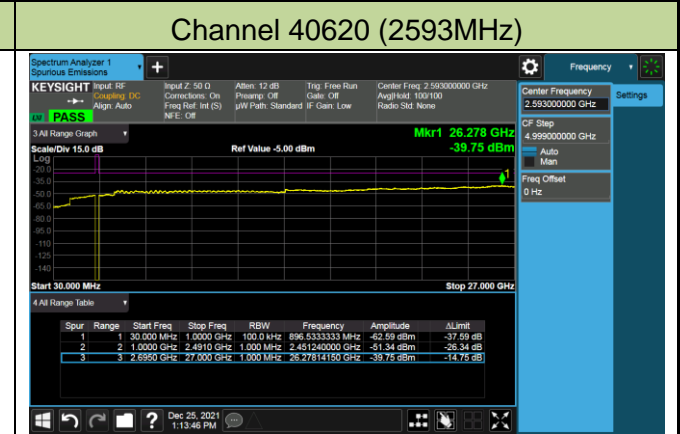 Channel 40620 (2593MHz)
Spectrum Analyzer 1
Spurious Emissions
Frequency
KEYSIGHT
Input: RF
Coupling: DC
Align: Auto
Input Z: 50 Ω
Corrections: On
Freq Ref: Int (S)
NFE: Off
Atten: 12 dB
Preamp: Off
µW Path: Standard
Trig: Free Run
Gate: Off
IF Gain: Low
Center Freq: 2.593000000 GHz
Avg|Hold: 100/100
Radio Std: None
PASS
Center Frequency
2.593000000 GHz
Settings
CF Step
4.999000000 GHz
Auto
Man
Freq Offset
0 Hz
3 All Range Graph
Mkr1 26.278 GHz
Scale/Div 15.0 dB
Ref Value -5.00 dBm
-39.75 dBm
Log
1
-20.0
-35.0
-50.0
-65.0
-80.0
-95.0
-110
-125
-140
Start 30.000 MHz
Stop 27.000 GHz
4 All Range Table
Spur Range Start Freq Stop Freq RBW Frequency Amplitude ΔLimit
1 1 30.000 MHz 1.0000 GHz 100.0 kHz 896.5333333 MHz -62.59 dBm -37.59 dB
2 2 1.0000 GHz 2.4910 GHz 1.000 MHz 2.451240000 GHz -51.34 dBm -26.34 dB
3 3 2.6950 GHz 27.000 GHz 1.000 MHz 26.27814150 GHz -39.75 dBm -14.75 dB
Dec 25, 2021
1:13:46 PM